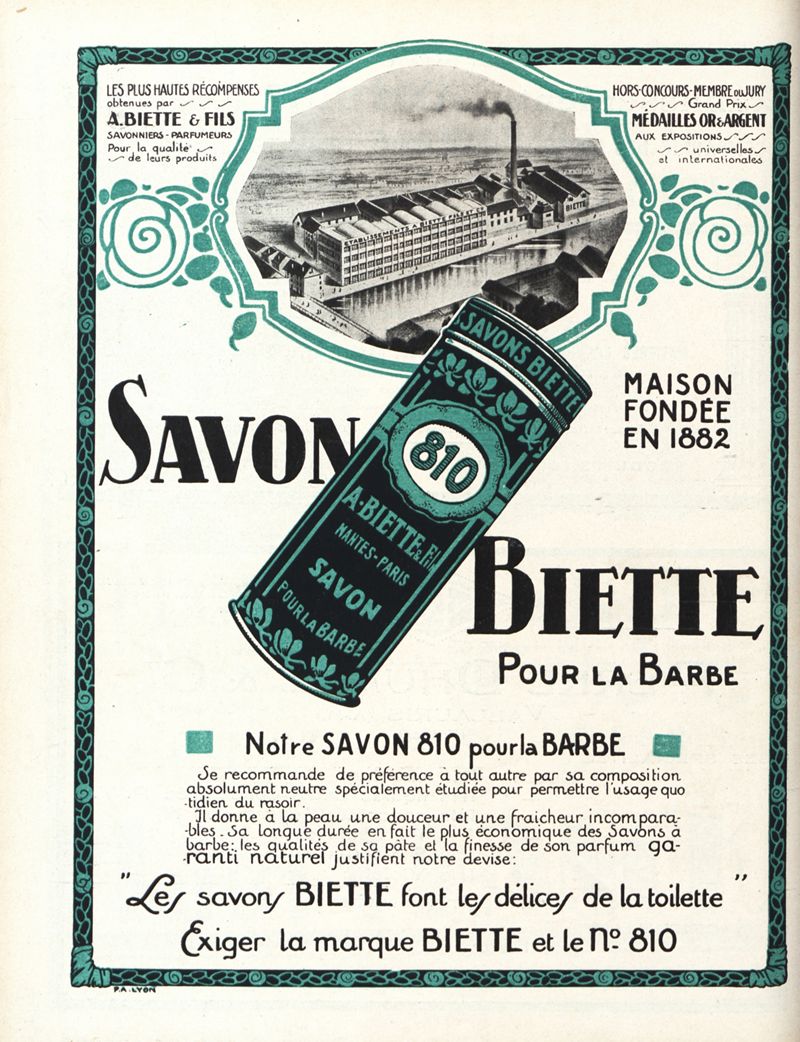 LES PLUS HAUTES RÉCOMPENSES
obtenues par
A.BIETTE & FILS
SAVONNIERS-PARFUMEURS
Pour la qualité
de leurs produits
HORS-CONCOURS-MEMBRE DU JURY
Grand Prix
MÉDAILLES OR & ARGENT
AUX EXPOSITIONS
universelles
et internationales
ETABLISSEMENTS A. BIETTE FILS
BIETTE
SAVONS BIETTE
810
A·BIETTE & Fils
NANTES-PARIS
SAVON
POUR LA BARBE
MAISON
FONDÉE
EN 1882
SAVON
BIETTE
POUR LA BARBE
Notre SAVON 810 pour la BARBE
Se recommande de préférence à tout autre par sa composition
absolument neutre spécialement étudiée pour permettre l'usage quo
-tidien du rasoir.
Il donne à la peau une douceur et une fraicheur incompara-
-bles. Sa longue durée en fait le plus économique des Savons à
barbe; les qualités de sa pâte et la finesse de son parfum ga-
-ranti naturel justifient notre devise:
"Les savons BIETTE font les délices de la toilette"
Exiger la marque BIETTE et le Nº 810
P.A. LYON